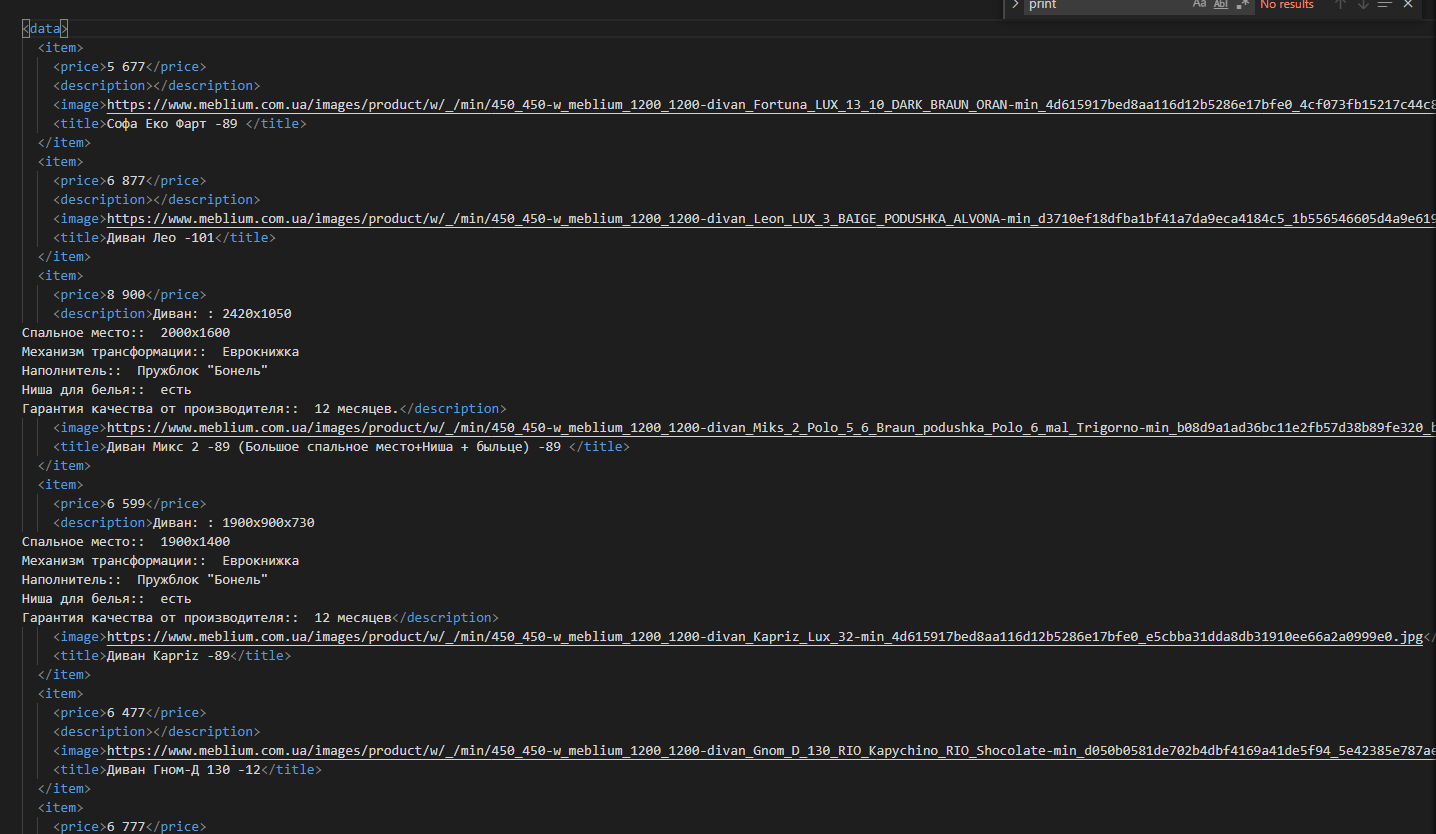 print Aa Abl .* No results
<data>
<item>
<price>5 677</price>
<description></description>
<image>https://www.meblium.com.ua/images/product/w/_/min/450_450-w_meblium_1200_1200-divan_Fortuna_LUX_13_10_DARK_BRAUN_ORAN-min_4d615917bed8aa116d12b5286e17bfe0_4cf073fb15217c44c8
<title>Софа Еко Фарт -89 </title>
</item>
<item>
<price>6 877</price>
<description></description>
<image>https://www.meblium.com.ua/images/product/w/_/min/450_450-w_meblium_1200_1200-divan_Leon_LUX_3_BAIGE_PODUSHKA_ALVONA-min_d3710ef18dfba1bf41a7da9eca4184c5_1b556546605d4a9e619
<title>Диван Лео -101</title>
</item>
<item>
<price>8 900</price>
<description>Диван: : 2420х1050
Спальное место::  2000х1600
Механизм трансформации::  Еврокнижка
Наполнитель::  Пружблок "Бонель"
Ниша для белья::  есть
Гарантия качества от производителя::  12 месяцев.</description>
<image>https://www.meblium.com.ua/images/product/w/_/min/450_450-w_meblium_1200_1200-divan_Miks_2_Polo_5_6_Braun_podushka_Polo_6_mal_Trigorno-min_b08d9a1ad36bc11e2fb57d38b89fe320_b
<title>Диван Микс 2 -89 (Большое спальное место+Ниша + быльце) -89 </title>
</item>
<item>
<price>6 599</price>
<description>Диван: : 1900х900х730
Спальное место::  1900х1400
Механизм трансформации::  Еврокнижка
Наполнитель::  Пружблок "Бонель"
Ниша для белья::  есть
Гарантия качества от производителя::  12 месяцев</description>
<image>https://www.meblium.com.ua/images/product/w/_/min/450_450-w_meblium_1200_1200-divan_Kapriz_Lux_32-min_4d615917bed8aa116d12b5286e17bfe0_e5cbba31dda8db31910ee66a2a0999e0.jpg</
<title>Диван Kapriz -89</title>
</item>
<item>
<price>6 477</price>
<description></description>
<image>https://www.meblium.com.ua/images/product/w/_/min/450_450-w_meblium_1200_1200-divan_Gnom_D_130_RIO_Kapychino_RIO_Shocolate-min_d050b0581de702b4dbf4169a41de5f94_5e42385e787ae
<title>Диван Гном-Д 130 -12</title>
</item>
<item>
<price>6 777</price>